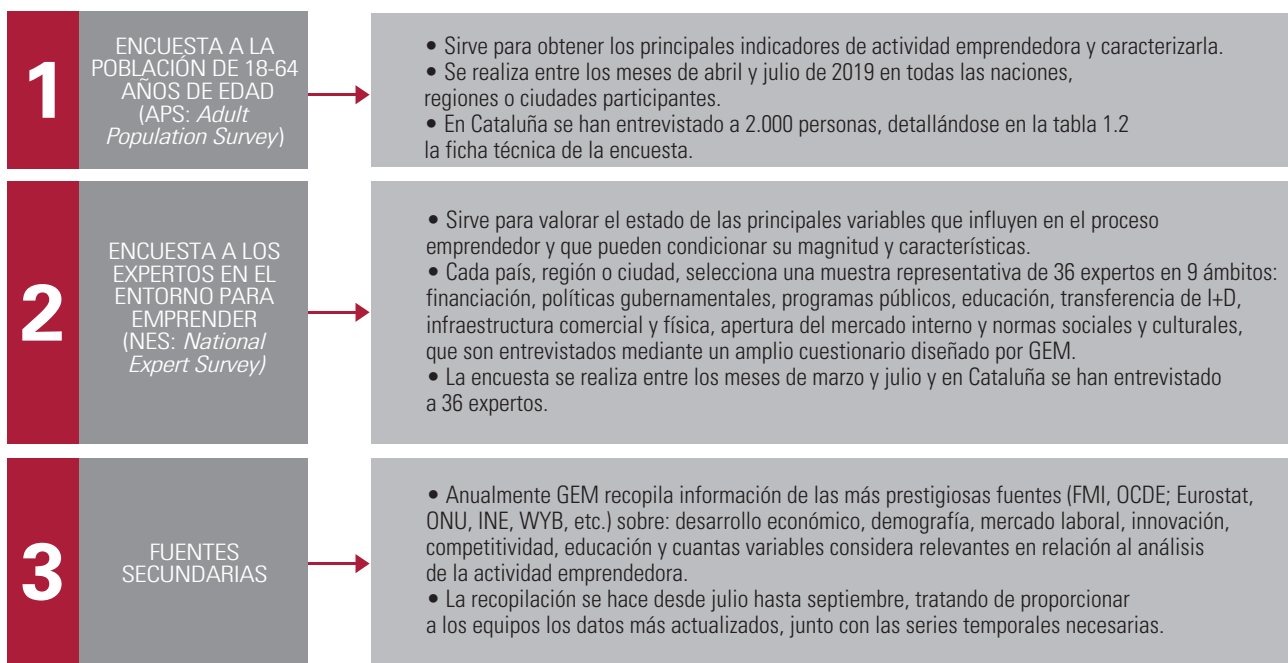 1
ENCUESTA A LA
POBLACIÓN DE 18-64
AÑOS DE EDAD
(APS: Adult
Population Survey)
• Sirve para obtener los principales indicadores de actividad emprendedora y caracterizarla.
• Se realiza entre los meses de abril y julio de 2019 en todas las naciones,
regiones o ciudades participantes.
• En Cataluña se han entrevistado a 2.000 personas, detallándose en la tabla 1.2
la ficha técnica de la encuesta.
2
ENCUESTA A LOS
EXPERTOS EN EL
ENTORNO PARA
EMPRENDER
(NES: National
Expert Survey)
• Sirve para valorar el estado de las principales variables que influyen en el proceso
emprendedor y que pueden condicionar su magnitud y características.
• Cada país, región o ciudad, selecciona una muestra representativa de 36 expertos en 9 ámbitos:
financiación, políticas gubernamentales, programas públicos, educación, transferencia de I+D,
infraestructura comercial y física, apertura del mercado interno y normas sociales y culturales,
que son entrevistados mediante un amplio cuestionario diseñado por GEM.
• La encuesta se realiza entre los meses de marzo y julio y en Cataluña se han entrevistado
a 36 expertos.
3
FUENTES
SECUNDARIAS
• Anualmente GEM recopila información de las más prestigiosas fuentes (FMI, OCDE; Eurostat,
ONU, INE, WYB, etc.) sobre: desarrollo económico, demografía, mercado laboral, innovación,
competitividad, educación y cuantas variables considera relevantes en relación al análisis
de la actividad emprendedora.
• La recopilación se hace desde julio hasta septiembre, tratando de proporcionar
a los equipos los datos más actualizados, junto con las series temporales necesarias.